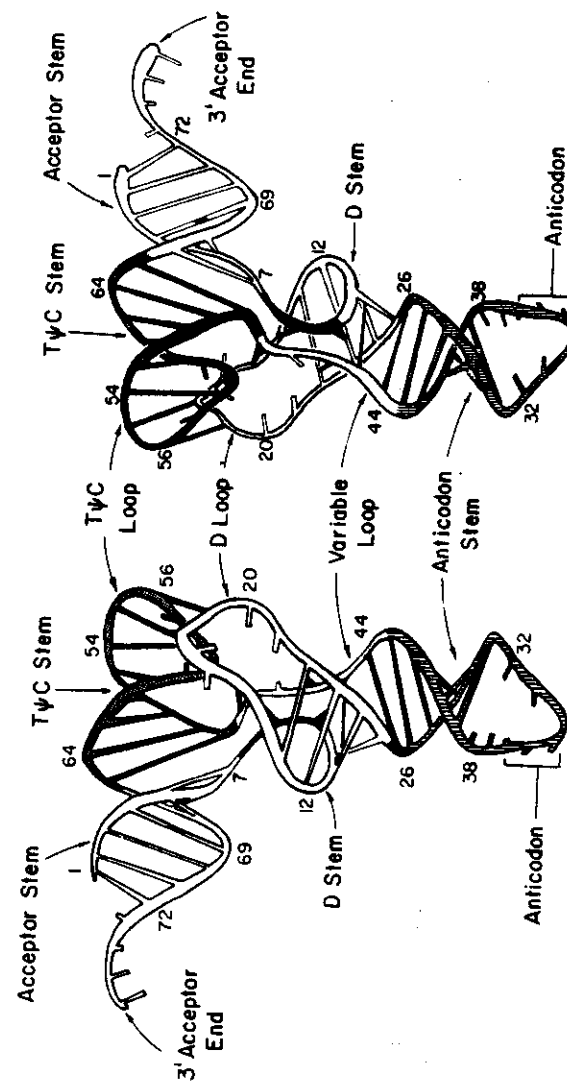 Acceptor Stem
TψC Stem
64
54
56
TψC
Loop
1
72
69
7
3' Acceptor
End
D Loop
20
12
D Stem
Variable
Loop
44
26
38
32
Anticodon
Stem
Anticodon
TψC Stem
Acceptor Stem
64
54
56
1
72
69
7
3' Acceptor
End
20
12
D Stem
44
26
38
32
Anticodon